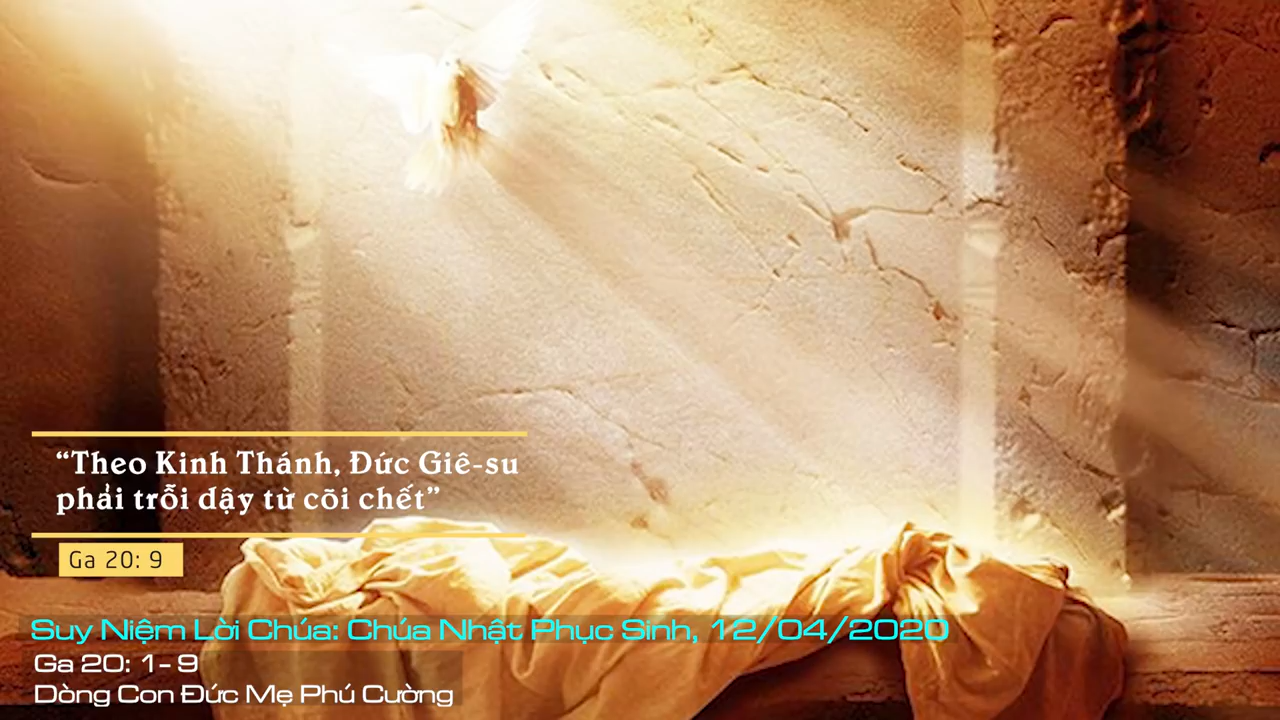 “Theo Kinh Thánh, Đức Giê-su
phải trỗi dậy từ cõi chết”
Ga 20: 9
Suy Niệm Lời Chúa: Chúa Nhật Phục Sinh, 12/04/2020
Ga 20: 1- 9
Dòng Con Đức Mẹ Phú Cường